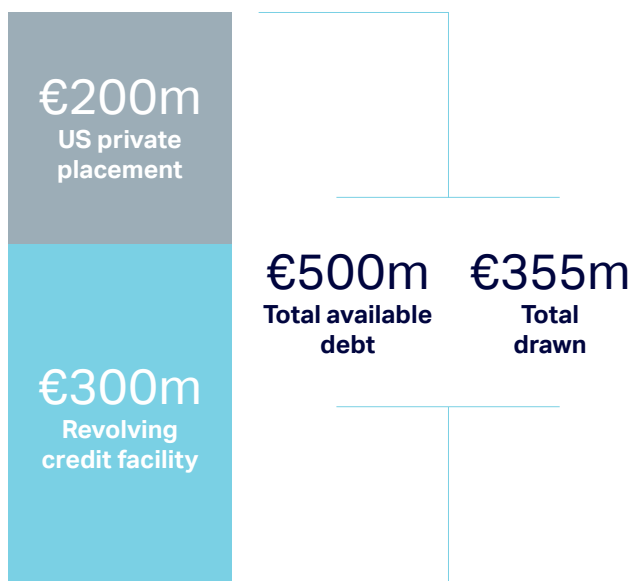 €200m
US private
placement
€300m
Revolving
credit facility
€500m
Total available
debt
€355m
Total
drawn